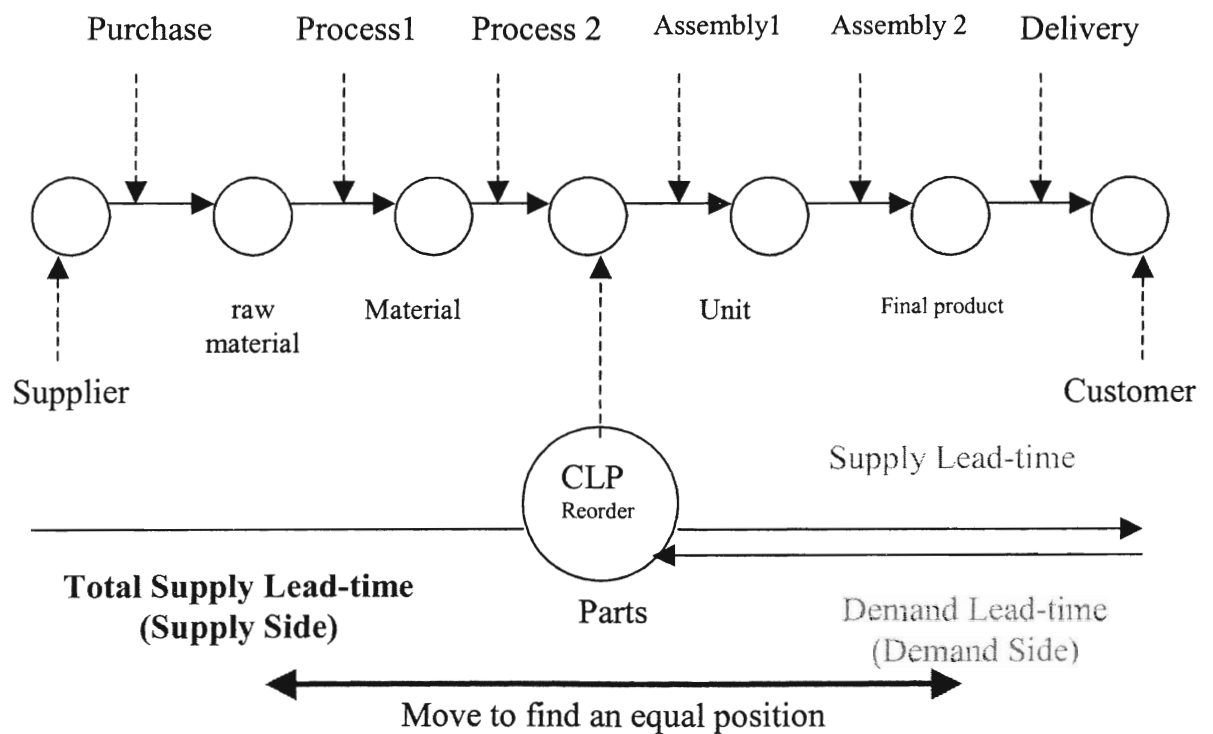 Purchase
Process1
Process 2
Assembly1
Assembly 2
Delivery
raw
material
Material
Unit
Final product
Supplier
Customer
CLP
Reorder
Supply Lead-time
Total Supply Lead-time
(Supply Side)
Parts
Demand Lead-time
(Demand Side)
Move to find an equal position